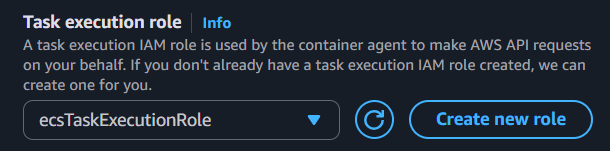 Task execution role Info
A task execution IAM role is used by the container agent to make AWS API requests
on your behalf. If you don't already have a task execution IAM role created, we can
create one for you.
ecsTaskExecutionRole Create new role